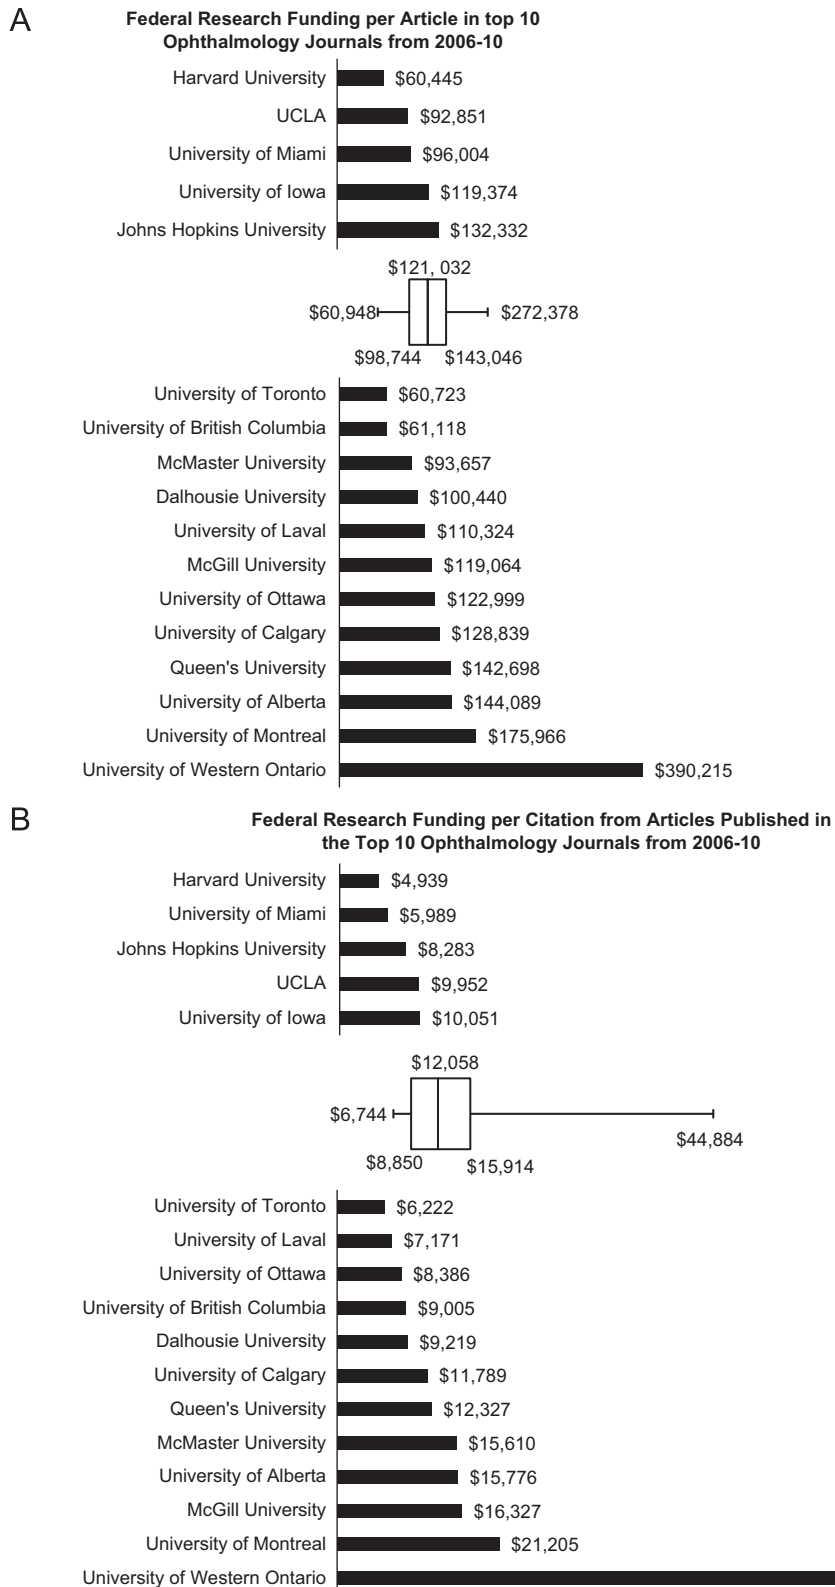 A
Federal Research Funding per Article in top 10
Ophthalmology Journals from 2006-10
Harvard University $60,445
UCLA $92,851
University of Miami $96,004
University of Iowa $119,374
Johns Hopkins University $132,332
$121, 032
$60,948 $272,378
$98,744 $143,046
University of Toronto $60,723
University of British Columbia $61,118
McMaster University $93,657
Dalhousie University $100,440
University of Laval $110,324
McGill University $119,064
University of Ottawa $122,999
University of Calgary $128,839
Queen's University $142,698
University of Alberta $144,089
University of Montreal $175,966
University of Western Ontario $390,215
B
Federal Research Funding per Citation from Articles Published in
the Top 10 Ophthalmology Journals from 2006-10
Harvard University $4,939
University of Miami $5,989
Johns Hopkins University $8,283
UCLA $9,952
University of Iowa $10,051
$12,058
$6,744
$44,884
$8,850 $15,914
University of Toronto $6,222
University of Laval $7,171
University of Ottawa $8,386
University of British Columbia $9,005
Dalhousie University $9,219
University of Calgary $11,789
Queen's University $12,327
McMaster University $15,610
University of Alberta $15,776
McGill University $16,327
University of Montreal $21,205
University of Western Ontario